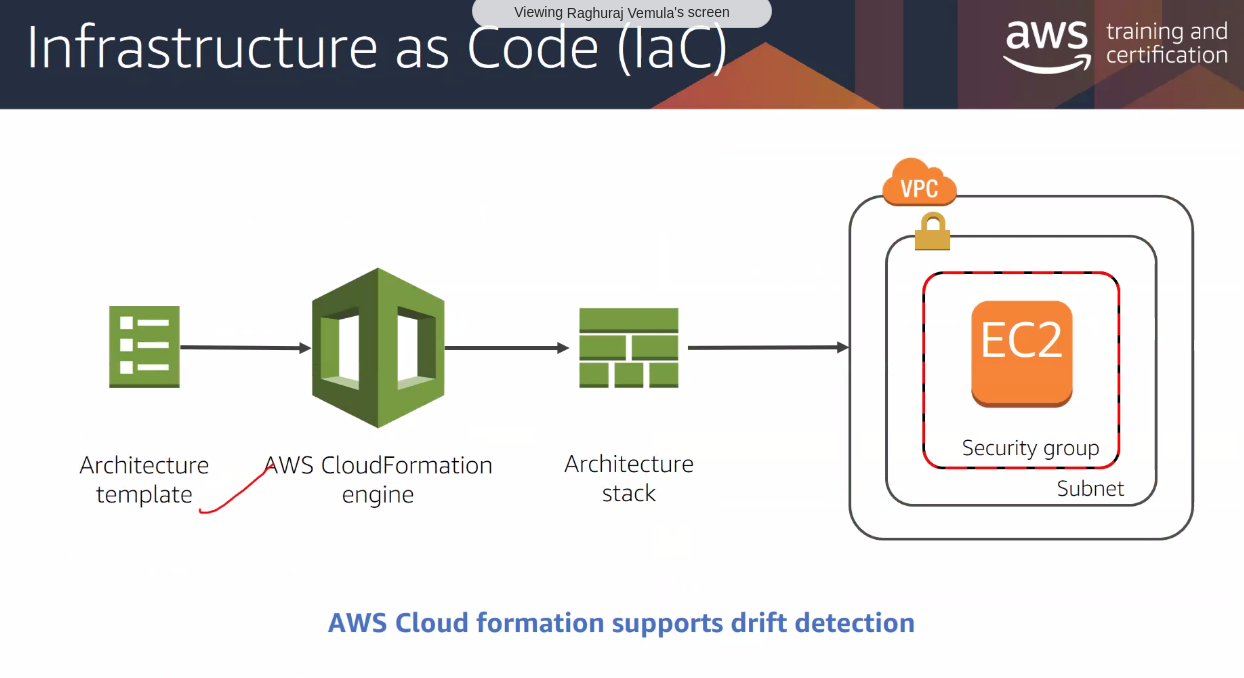 Viewing Raghuraj Vemula's screen
Infrastructure as Code (IaC)
aws
training and
certification
VPC
EC2
Security group
Subnet
Architecture
template
AWS CloudFormation
engine
Architecture
stack
AWS Cloud formation supports drift detection